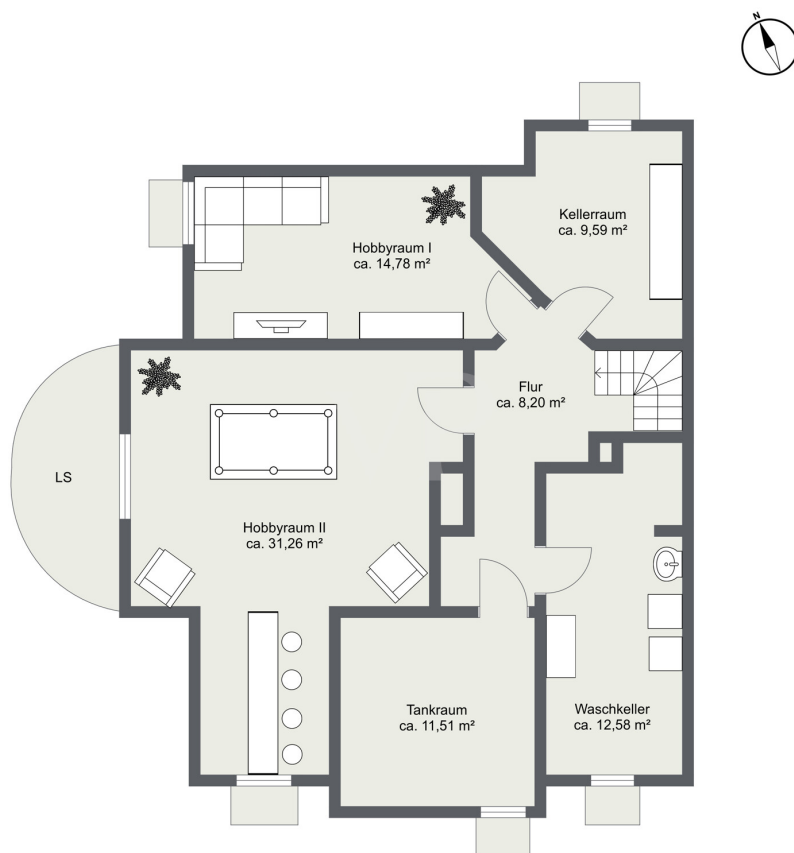 N
Kellerraum
ca. 9,59 m²
Hobbyraum I
ca. 14,78 m²
Flur
ca. 8,20 m²
LS
Hobbyraum II
ca. 31,26 m²
Tankraum
ca. 11,51 m²
Waschkeller
ca. 12,58 m²